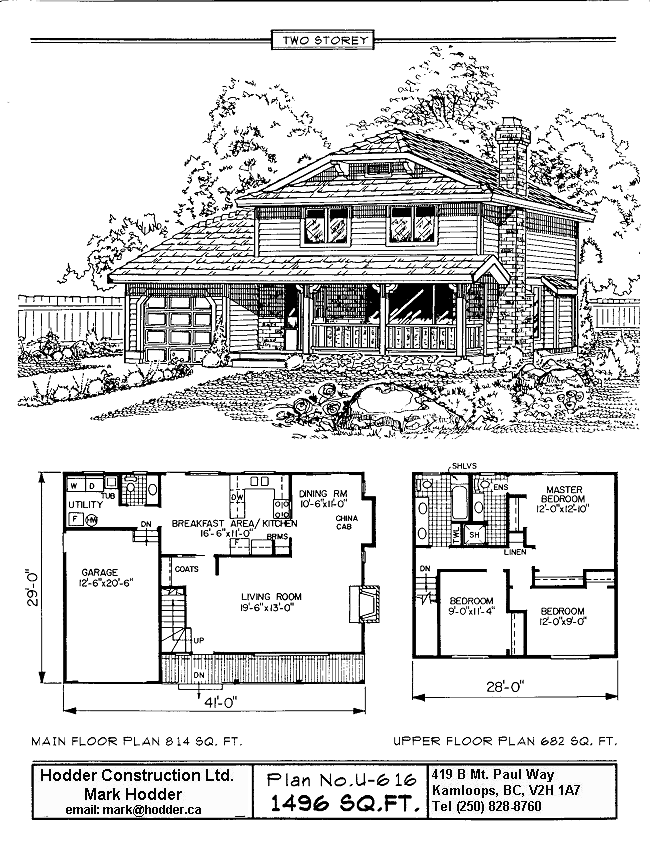 TWO STOREY
W D
TUB
UTILITY
F HW
DN
DW
BREAKFAST AREA/KITCHEN
16'-6"x11'-0"
F
BRMS
DINING RM
10'-6"x11'-0"
CHINA
CAB
GARAGE
12'-6"x20'-6"
COATS
LIVING ROOM
19'-6"x13'-0"
UP
DN
29'-0"
41'-0"
SHLVS
ENS
MASTER
BEDROOM
12'-0"x12'-10"
WL
SH
LINEN
DN
BEDROOM
9'-0"x11'-4"
BEDROOM
12'-0"x9'-0"
28'-0"
MAIN FLOOR PLAN 814 SQ. FT.
UPPER FLOOR PLAN 682 SQ. FT.
Hodder Construction Ltd.
Mark Hodder
email: mark@hodder.ca
Plan No.U-616
1496 SQ.FT.
419 B Mt. Paul Way
Kamloops, BC, V2H 1A7
Tel (250) 828-8760